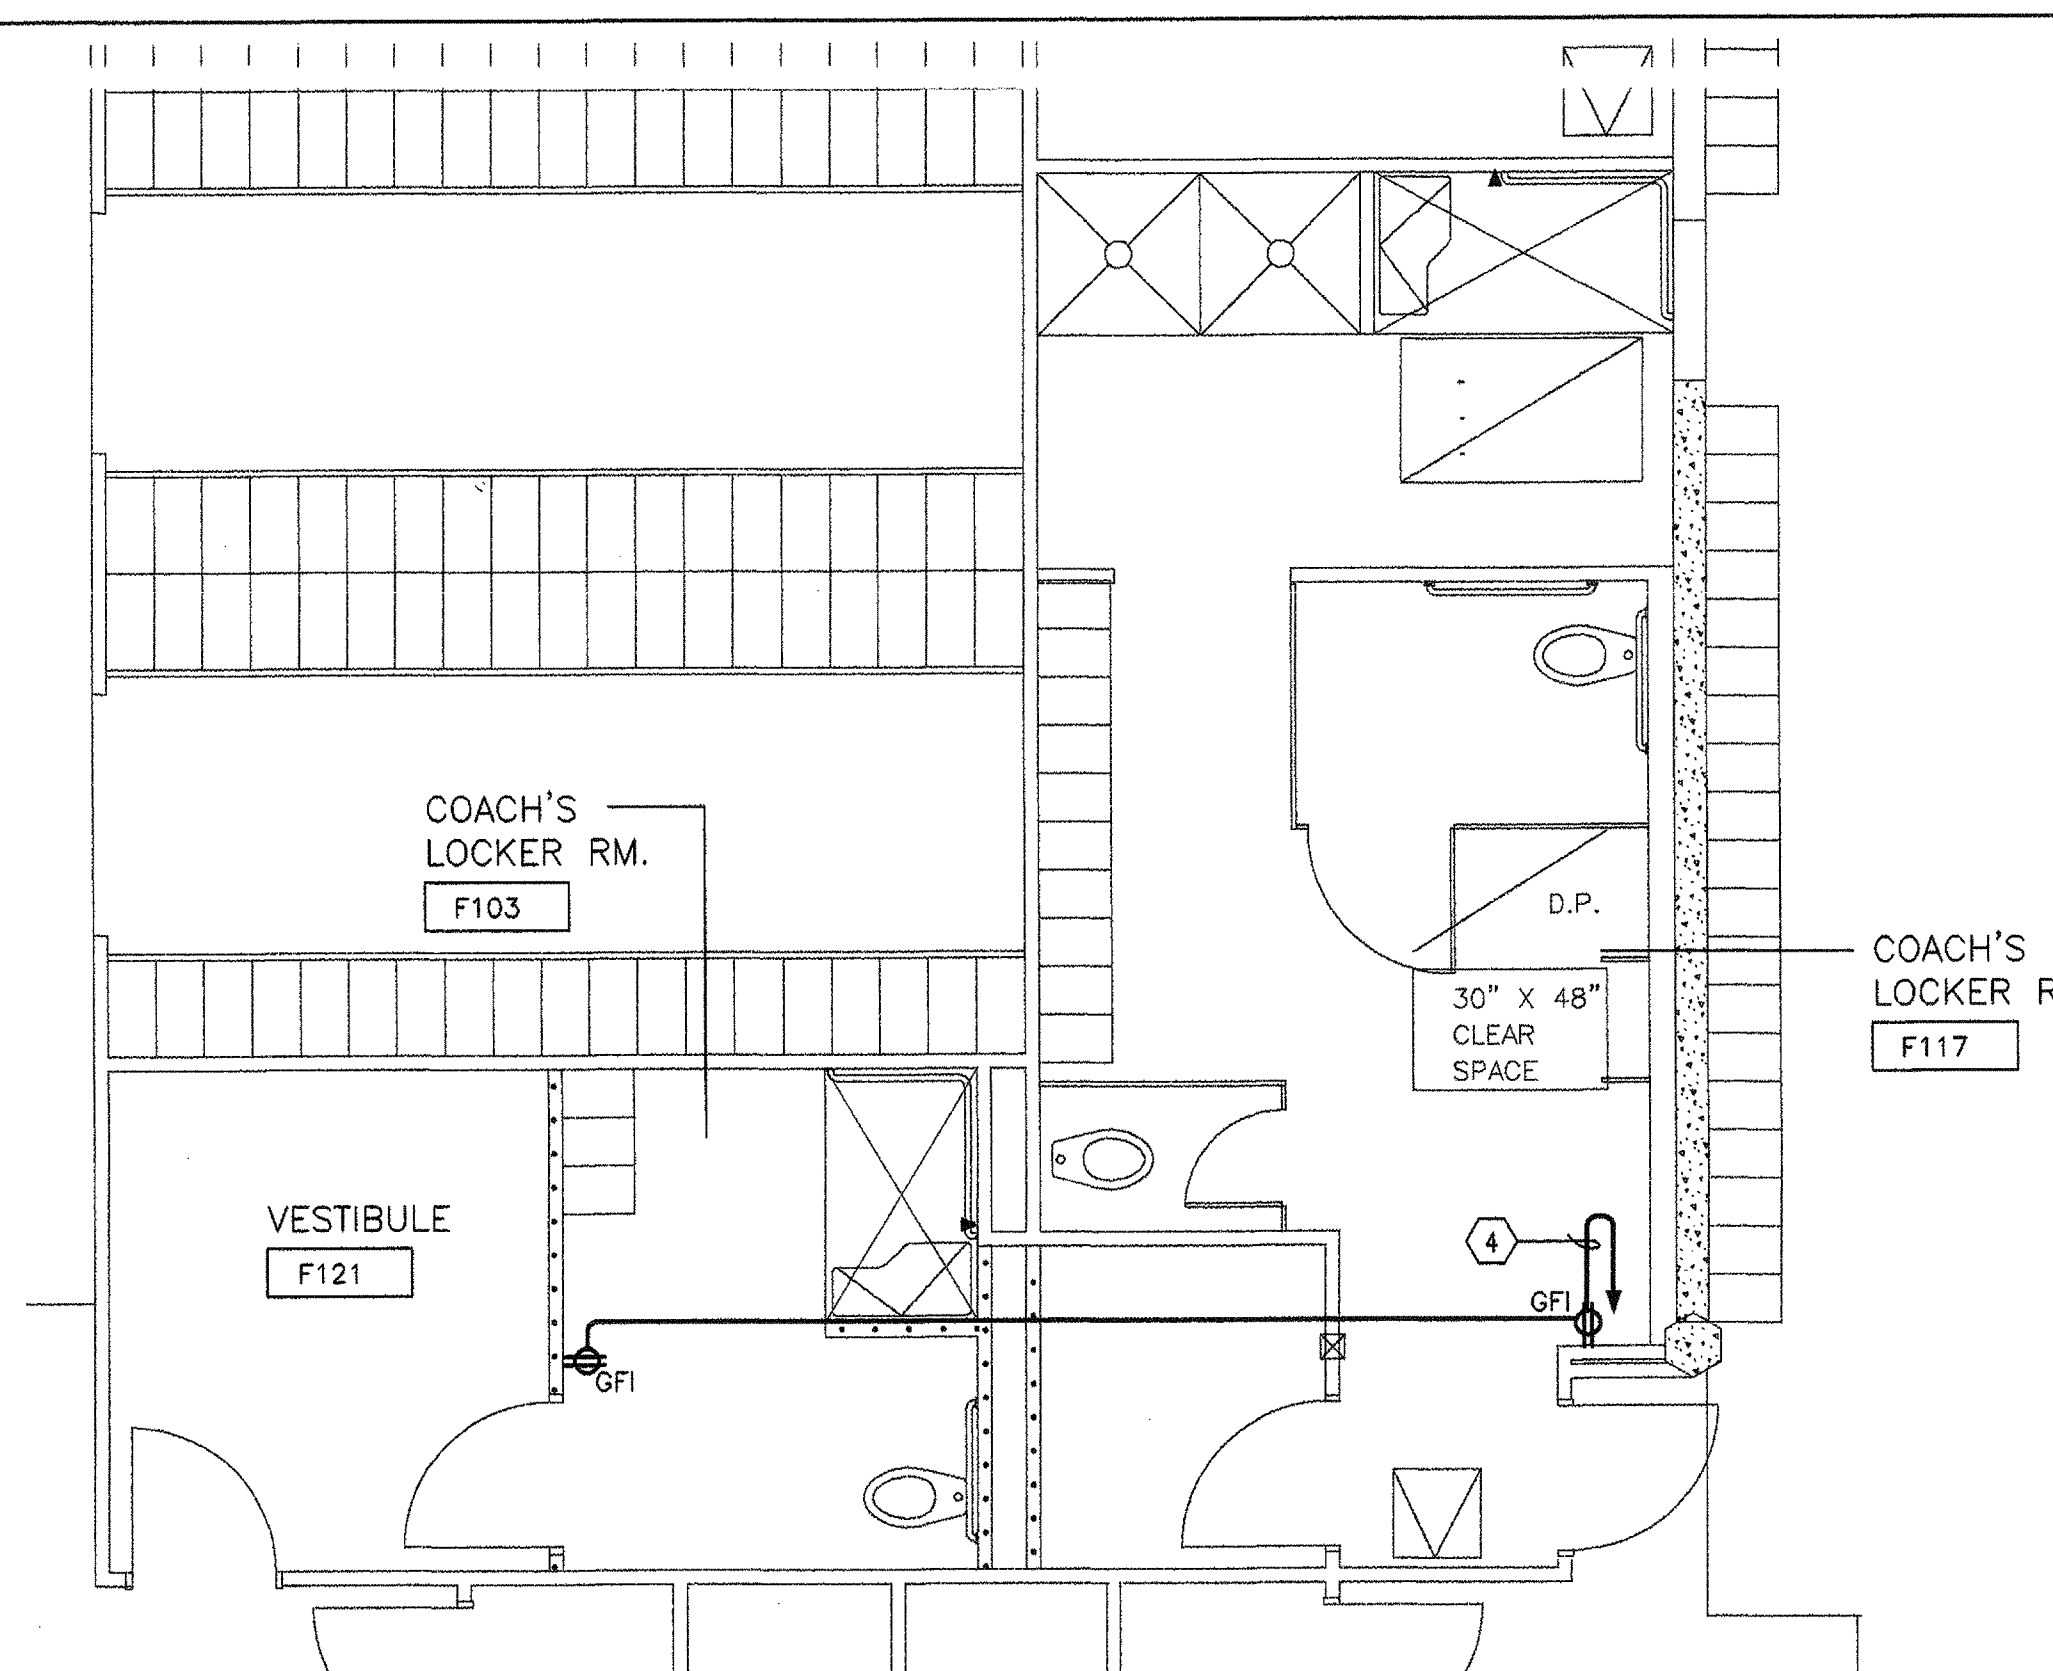 COACH'S
LOCKER RM.
F103
D.P.
COACH'S
LOCKER R
F117
30" X 48"
CLEAR
SPACE
VESTIBULE
F121
4
GFI
GFI